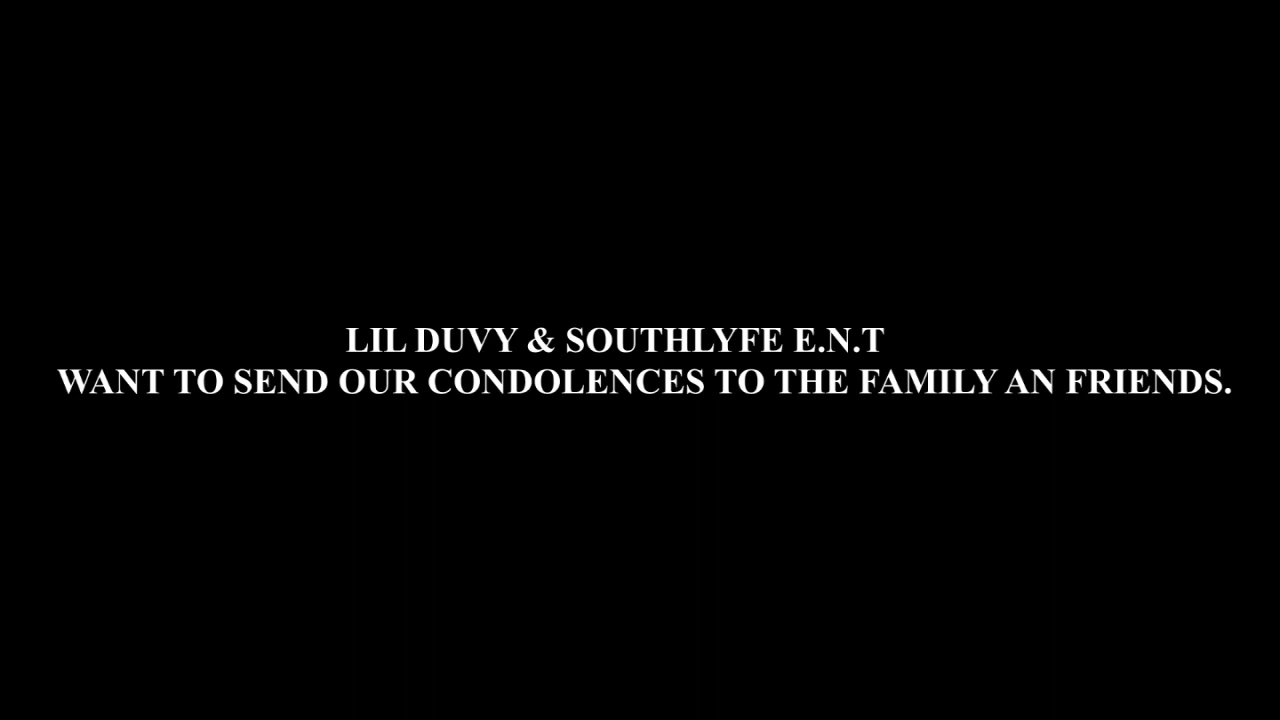 LIL DUVY & SOUTHLYFE E.N.T
WANT TO SEND OUR CONDOLENCES TO THE FAMILY AN FRIENDS.